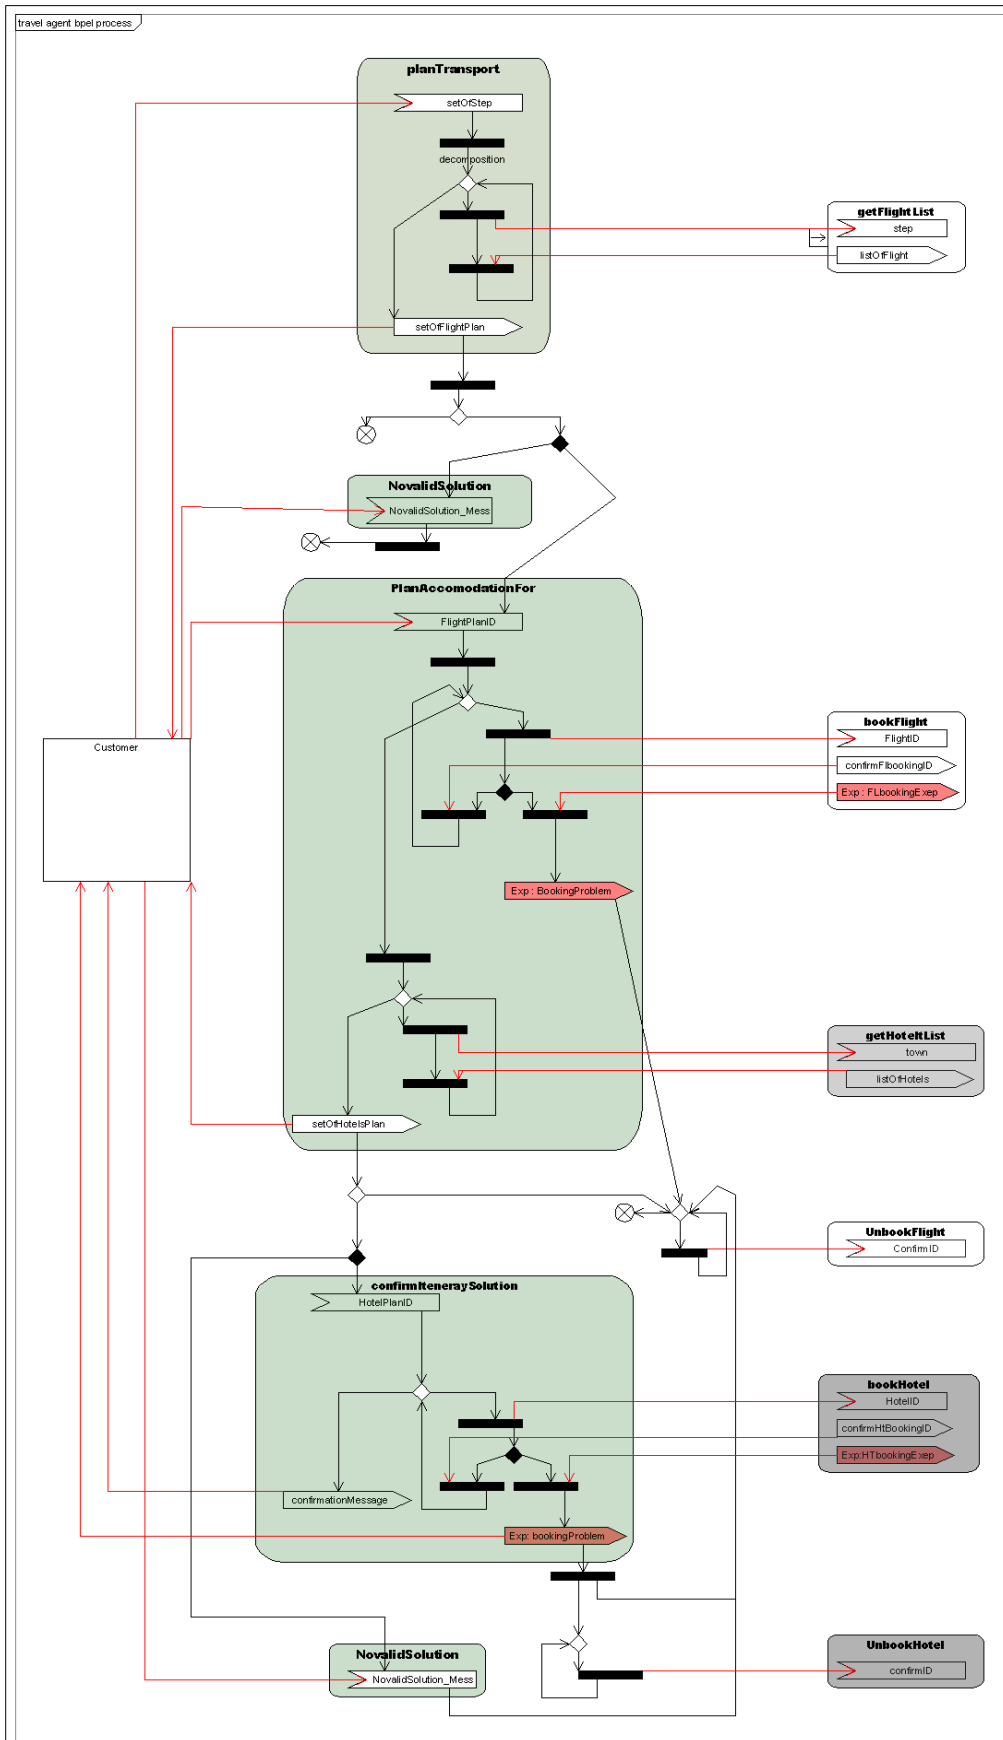 travel agent bpel process
planTransport
setOfStep
decomposition
getFlightList
step
listOfFlight
setOfFlightPlan
NovalidSolution
NovalidSolution_Mess
PlanAccomodationFor
FlightPlanID
Customer
bookFlight
FlightID
confirmFlbookingID
Exp : FLbookingExep
Exp : BookingProblem
getHoteltList
town
listOfHotels
setOfHotelsPlan
UnbookFlight
ConfirmID
confirmItenerarySolution
HotelPlanID
bookHotel
HotelID
confirmHtBookingID
Exp:HTbookingExep
confirmationMessage
Exp: bookingProblem
UnbookHotel
confirmID
NovalidSolution
NovalidSolution_Mess